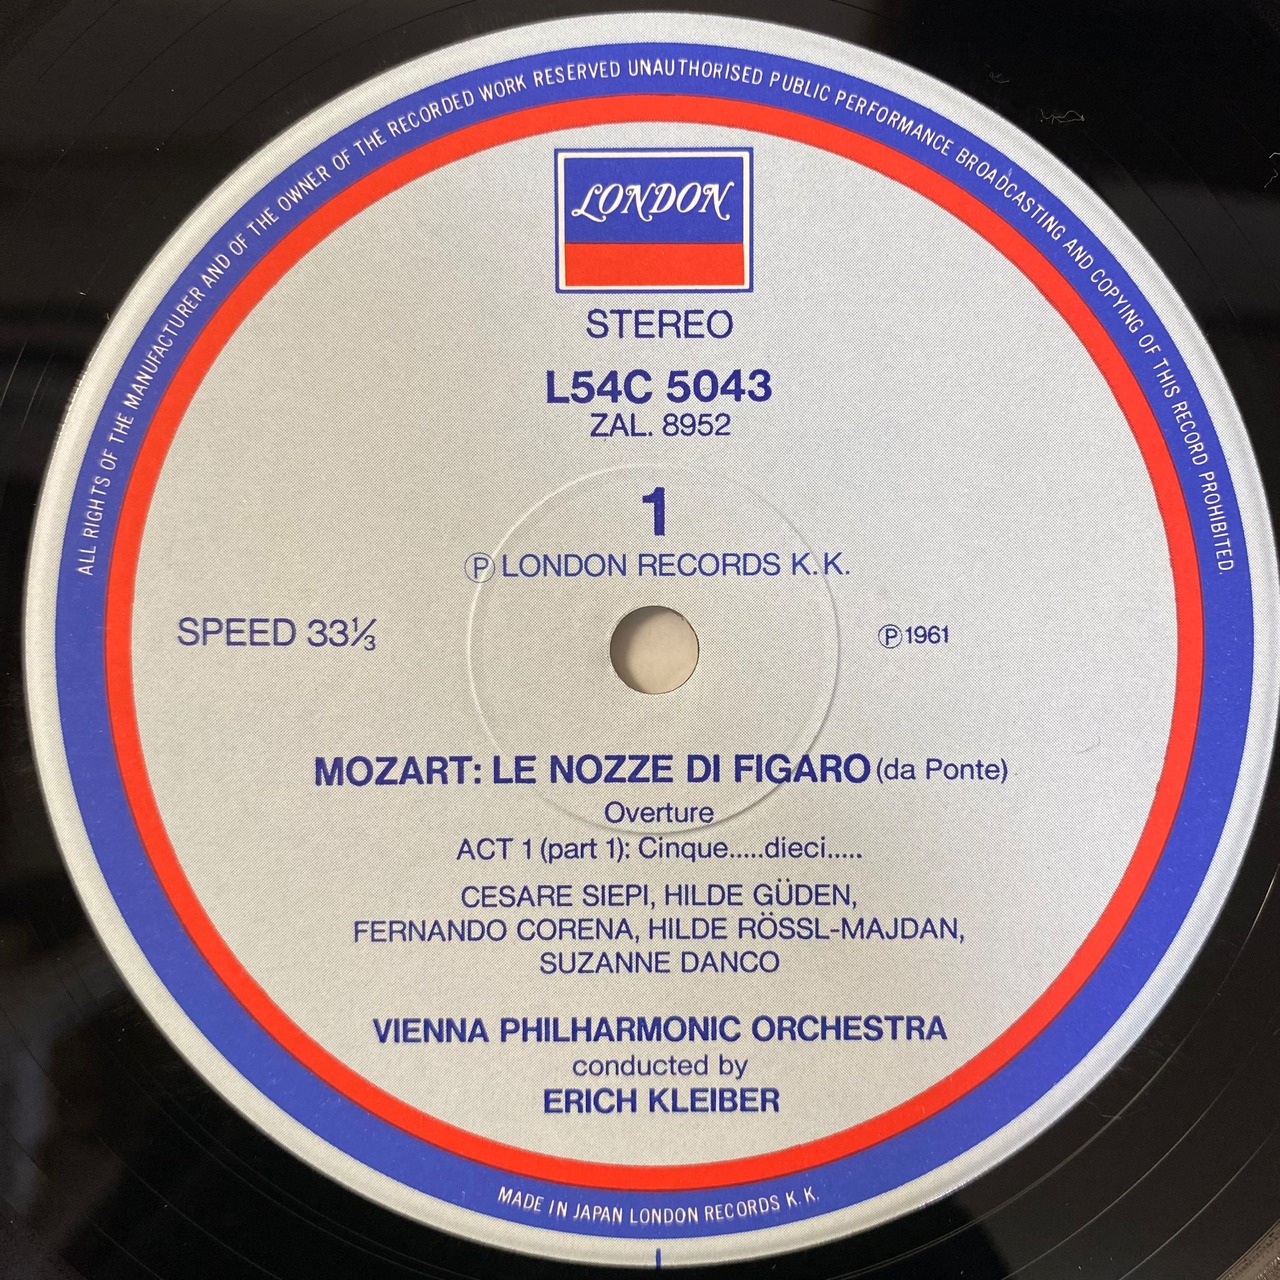 ALL RIGHTS OF THE MANUFACTURER AND OF THE OWNER OF THE RECORDED WORK RESERVED UNAUTHORISED PUBLIC PERFORMANCE BROADCASTING AND COPYING OF THIS RECORD PROHIBITED.
LONDON
STEREO
L54C 5043
ZAL. 8952
1
Ⓟ LONDON RECORDS K.K.
SPEED 33⅓
Ⓟ1961
MOZART: LE NOZZE DI FIGARO (da Ponte)
Overture
ACT 1 (part 1): Cinque.....dieci.....
CESARE SIEPI, HILDE GÜDEN,
FERNANDO CORENA, HILDE RÖSSL-MAJDAN,
SUZANNE DANCO
VIENNA PHILHARMONIC ORCHESTRA
conducted by
ERICH KLEIBER
MADE IN JAPAN LONDON RECORDS K.K.